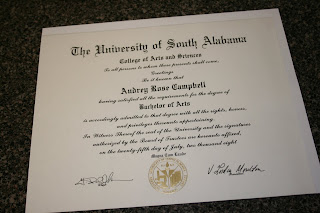 The University of South Alabama
College of Arts and Sciences
To all persons to whom these presents shall come,
Greetings
Be it known that
Audrey Rose Campbell
having satisfied all the requirements for the degree of
Bachelor of Arts
is accordingly admitted to that degree with all the rights, honors,
and privileges thereunto appertaining.
In Witness Whereof the seal of the University and the signatures
authorized by the Board of Trustees are hereunto affixed,
on the twenty-fifth day of July, two thousand eight
Magna Cum Laude